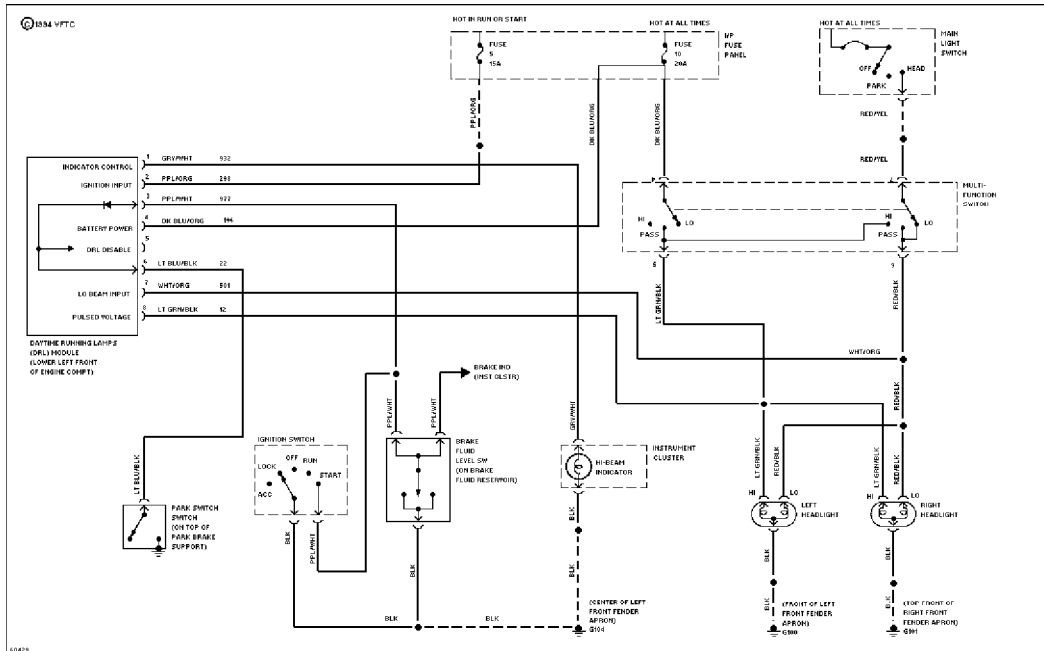 © 1994 VFTC
HOT IN RUN OR START
HOT AT ALL TIMES
HOT AT ALL TIMES
FUSE
5
15A
FUSE
10
20A
I/P
FUSE
PANEL
MAIN
LIGHT
SWITCH
OFF
HEAD
PARK
PPL/ORG
DK BLU/ORG
DK BLU/ORG
RED/YEL
RED/YEL
INDICATOR CONTROL
1
GRY/WHT
932
IGNITION INPUT
2
PPL/ORG
298
3
PPL/WHT
977
BATTERY POWER
4
DK BLU/ORG
196
DRL DISABLE
5
6
LT BLU/BLK
22
LO BEAM INPUT
7
WHT/ORG
501
PULSED VOLTAGE
8
LT GRN/BLK
12
DAYTIME RUNNING LAMPS
(DRL) MODULE
(LOWER LEFT FRONT
OF ENGINE COMPT)
MULTI-
FUNCTION
SWITCH
HI
LO
PASS
HI
LO
PASS
9
LT GRN/BLK
RED/BLK
WHT/ORG
RED/BLK
BRAKE IND
(INST CLSTR)
PPL/WHT
PPL/WHT
GRY/WHT
LT GRN/BLK
RED/BLK
LT GRN/BLK
RED/BLK
IGNITION SWITCH
LOCK
OFF
RUN
START
ACC
BRAKE
FLUID
LEVEL SW
(ON BRAKE
FLUID RESERVOIR)
HI-BEAM
INDICATOR
INSTRUMENT
CLUSTER
LT BLU/BLK
PARK SWITCH
SWITCH
(ON TOP OF
PARK BRAKE
SUPPORT)
HI
LO
LEFT
HEADLIGHT
HI
LO
RIGHT
HEADLIGHT
BLK
PPL/WHT
BLK
BLK
BLK
BLK
BLK
BLK
BLK
BLK
BLK
(CENTER OF LEFT
FRONT FENDER
APRON)
G104
(FRONT OF LEFT
FENDER
APRON)
G100
(TOP FRONT OF
RIGHT FRONT
FENDER APRON)
G101